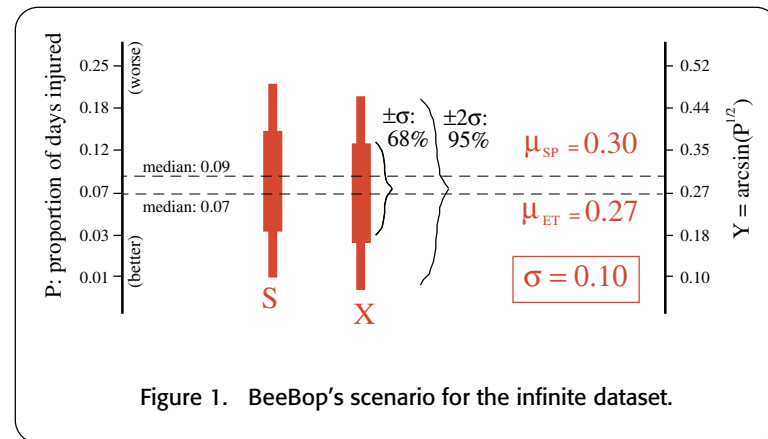 P: proportion of days injured
(worse)
(better)
0.25
0.18
0.12
0.07
0.03
0.01
median: 0.09
median: 0.07
S
X
±σ:
68%
±2σ:
95%
μSP = 0.30
μET = 0.27
σ = 0.10
0.52
0.44
0.35
0.27
0.18
0.10
Y = arcsin(P^1/2)
Figure 1. BeeBop's scenario for the infinite dataset.